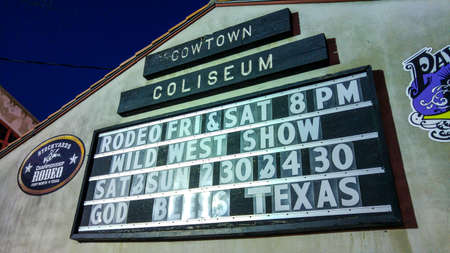 COWTOWN
COLISEUM
RODEO FRI & SAT 8 PM
WILD WEST SHOW
SAT & SUN 2 30 & 4 30
GOD BLESS TEXAS
STOCKYARDS
RODEO